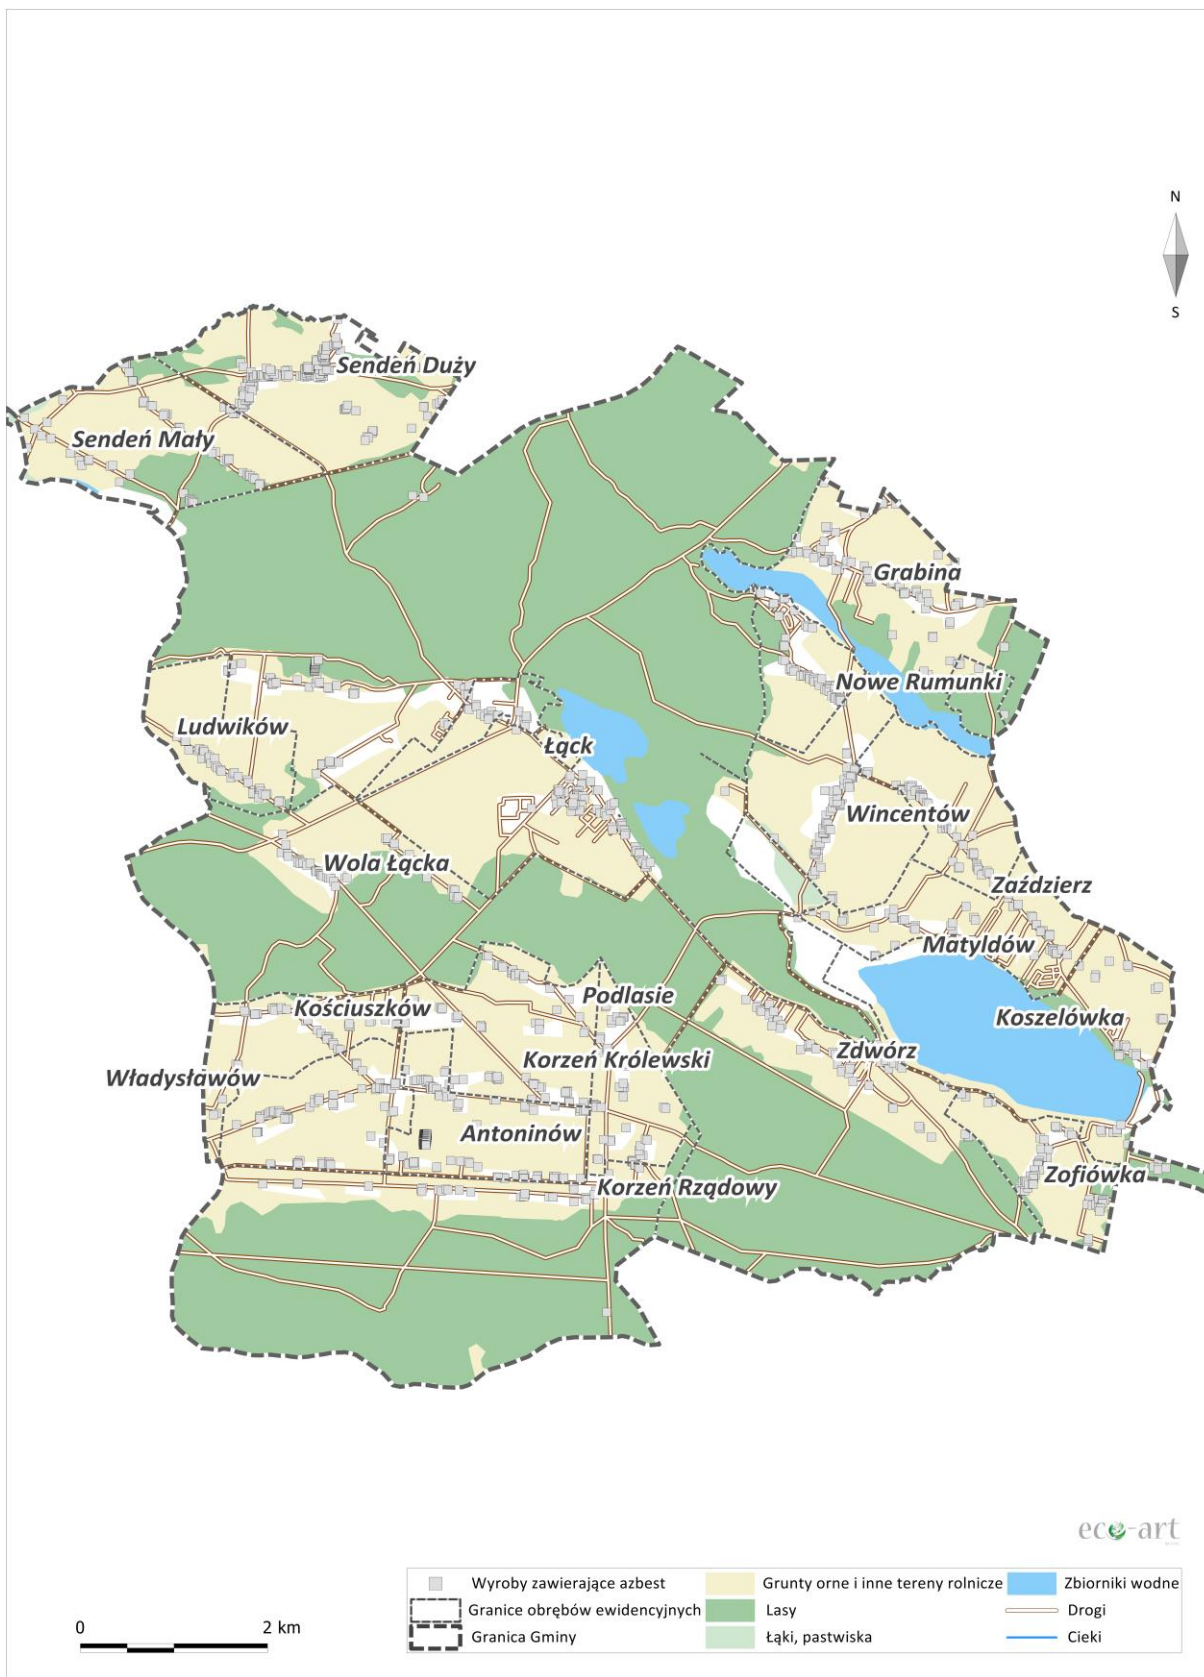 N
S
Sendeń Duży
Sendeń Mały
Grabina
Nowe Rumunki
Ludwików
Łąck
Wincentów
Wola Łącka
Zaździerz
Matyldów
Podlasie
Kościuszków
Koszelówka
Korzeń Królewski
Zdwórz
Władysławów
Antoninów
Zofiówka
Korzeń Rządowy
eco-art
Wyroby zawierające azbest
Grunty orne i inne tereny rolnicze
Zbiorniki wodne
Granice obrębów ewidencyjnych
Lasy
Drogi
Granica Gminy
Łąki, pastwiska
Cieki
0 2 km